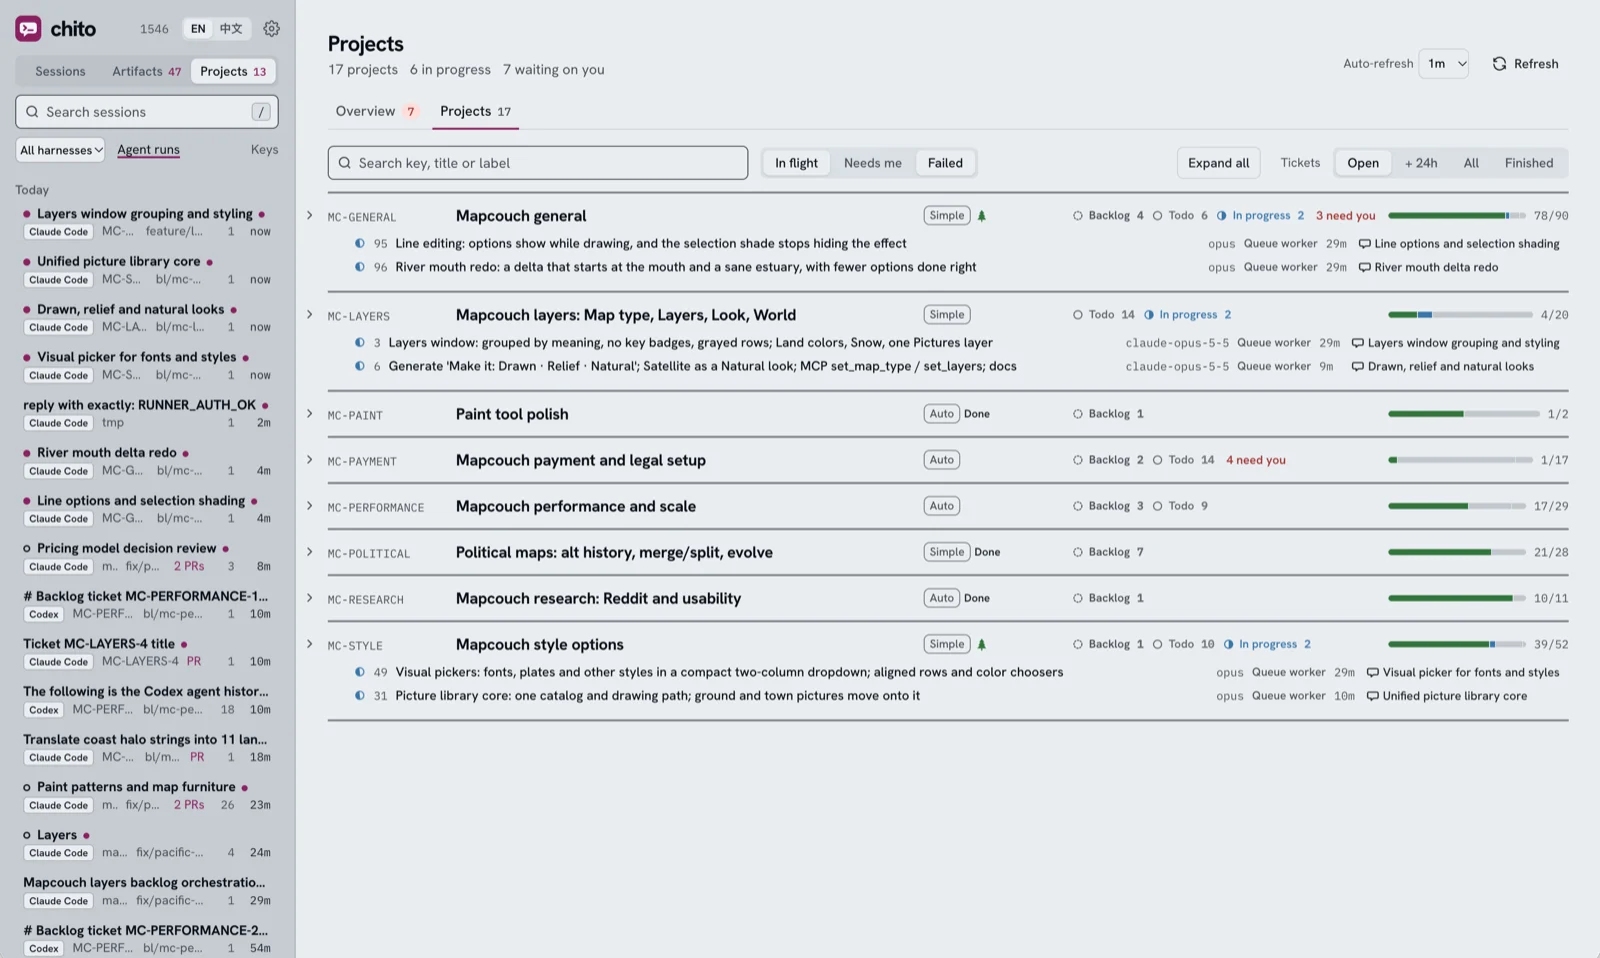 chito 1546 EN 中文
Sessions Artifacts 47 Projects 13
Search sessions /
All harnesses Agent runs Keys
Today
Layers window grouping and styling
Claude Code MC-... feature/l... 1 now
Unified picture library core
Claude Code MC-S... bl/mc-... 1 now
Drawn, relief and natural looks
Claude Code MC-LA... bl/mc-l... 1 now
Visual picker for fonts and styles
Claude Code MC-S... bl/mc-... 1 now
reply with exactly: RUNNER_AUTH_OK
Claude Code tmp 1 2m
River mouth delta redo
Claude Code MC-G... bl/mc-... 1 4m
Line options and selection shading
Claude Code MC-G... bl/mc-... 1 4m
Pricing model decision review
Claude Code m.. fix/p... 2 PRs 3 8m
# Backlog ticket MC-PERFORMANCE-1...
Codex MC-PERF... bl/mc-pe... 1 10m
Ticket MC-LAYERS-4 title
Claude Code MC-LAYERS-4 PR 1 10m
The following is the Codex agent histor...
Codex MC-PERF... bl/mc-pe... 18 10m
Translate coast halo strings into 11 lan...
Claude Code MC-... bl/m... PR 1 18m
Paint patterns and map furniture
Claude Code m.. fix/p... 2 PRs 26 23m
Layers
Claude Code ma... fix/pacific-... 4 24m
Mapcouch layers backlog orchestratio...
Claude Code ma... fix/pacific-... 1 29m
# Backlog ticket MC-PERFORMANCE-2...
Codex MC-PERF... bl/mc-pe... 1 54m
Projects
17 projects 6 in progress 7 waiting on you
Auto-refresh 1m Refresh
Overview 7 Projects 17
Search key, title or label In flight Needs me Failed Expand all Tickets Open + 24h All Finished
MC-GENERAL Mapcouch general Simple Backlog 4 Todo 6 In progress 2 3 need you 78/90
95 Line editing: options show while drawing, and the selection shade stops hiding the effect opus Queue worker 29m Line options and selection shading
96 River mouth redo: a delta that starts at the mouth and a sane estuary, with fewer options done right opus Queue worker 29m River mouth delta redo
MC-LAYERS Mapcouch layers: Map type, Layers, Look, World Simple Todo 14 In progress 2 4/20
3 Layers window: grouped by meaning, no key badges, grayed rows; Land colors, Snow, one Pictures layer claude-opus-5-5 Queue worker 29m Layers window grouping and styling
6 Generate 'Make it: Drawn · Relief · Natural'; Satellite as a Natural look; MCP set_map_type / set_layers; docs claude-opus-5-5 Queue worker 9m Drawn, relief and natural looks
MC-PAINT Paint tool polish Auto Done Backlog 1 1/2
MC-PAYMENT Mapcouch payment and legal setup Auto Backlog 2 Todo 14 4 need you 1/17
MC-PERFORMANCE Mapcouch performance and scale Auto Backlog 3 Todo 9 17/29
MC-POLITICAL Political maps: alt history, merge/split, evolve Simple Done Backlog 7 21/28
MC-RESEARCH Mapcouch research: Reddit and usability Auto Done Backlog 1 10/11
MC-STYLE Mapcouch style options Simple Backlog 1 Todo 10 In progress 2 39/52
49 Visual pickers: fonts, plates and other styles in a compact two-column dropdown; aligned rows and color choosers opus Queue worker 29m Visual picker for fonts and styles
31 Picture library core: one catalog and drawing path; ground and town pictures move onto it opus Queue worker 10m Unified picture library core